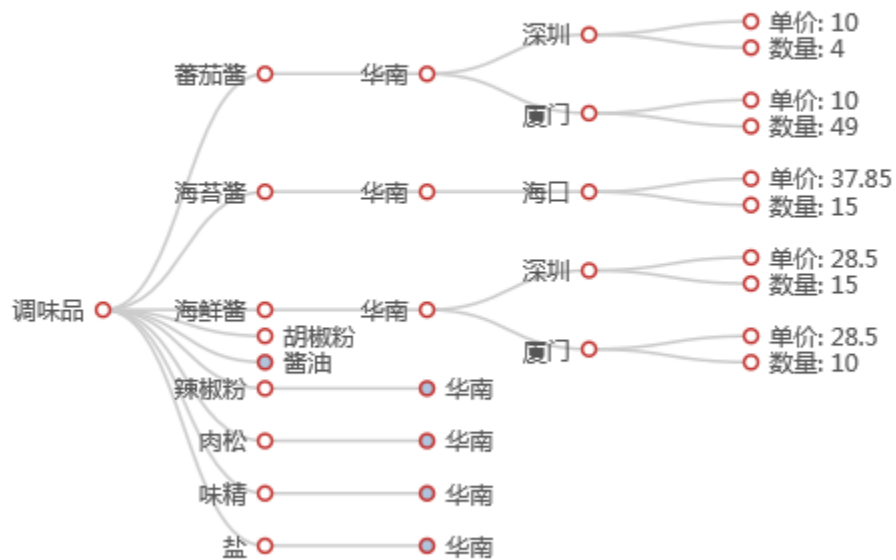 单价: 10
深圳
数量: 4
番茄酱
华南
单价: 10
厦门
数量: 49
单价: 37.85
海苔酱
华南
海口
数量: 15
单价: 28.5
深圳
数量: 15
调味品
海鲜酱
华南
胡椒粉
单价: 28.5
厦门
酱油
数量: 10
辣椒粉
华南
肉松
华南
味精
华南
盐
华南